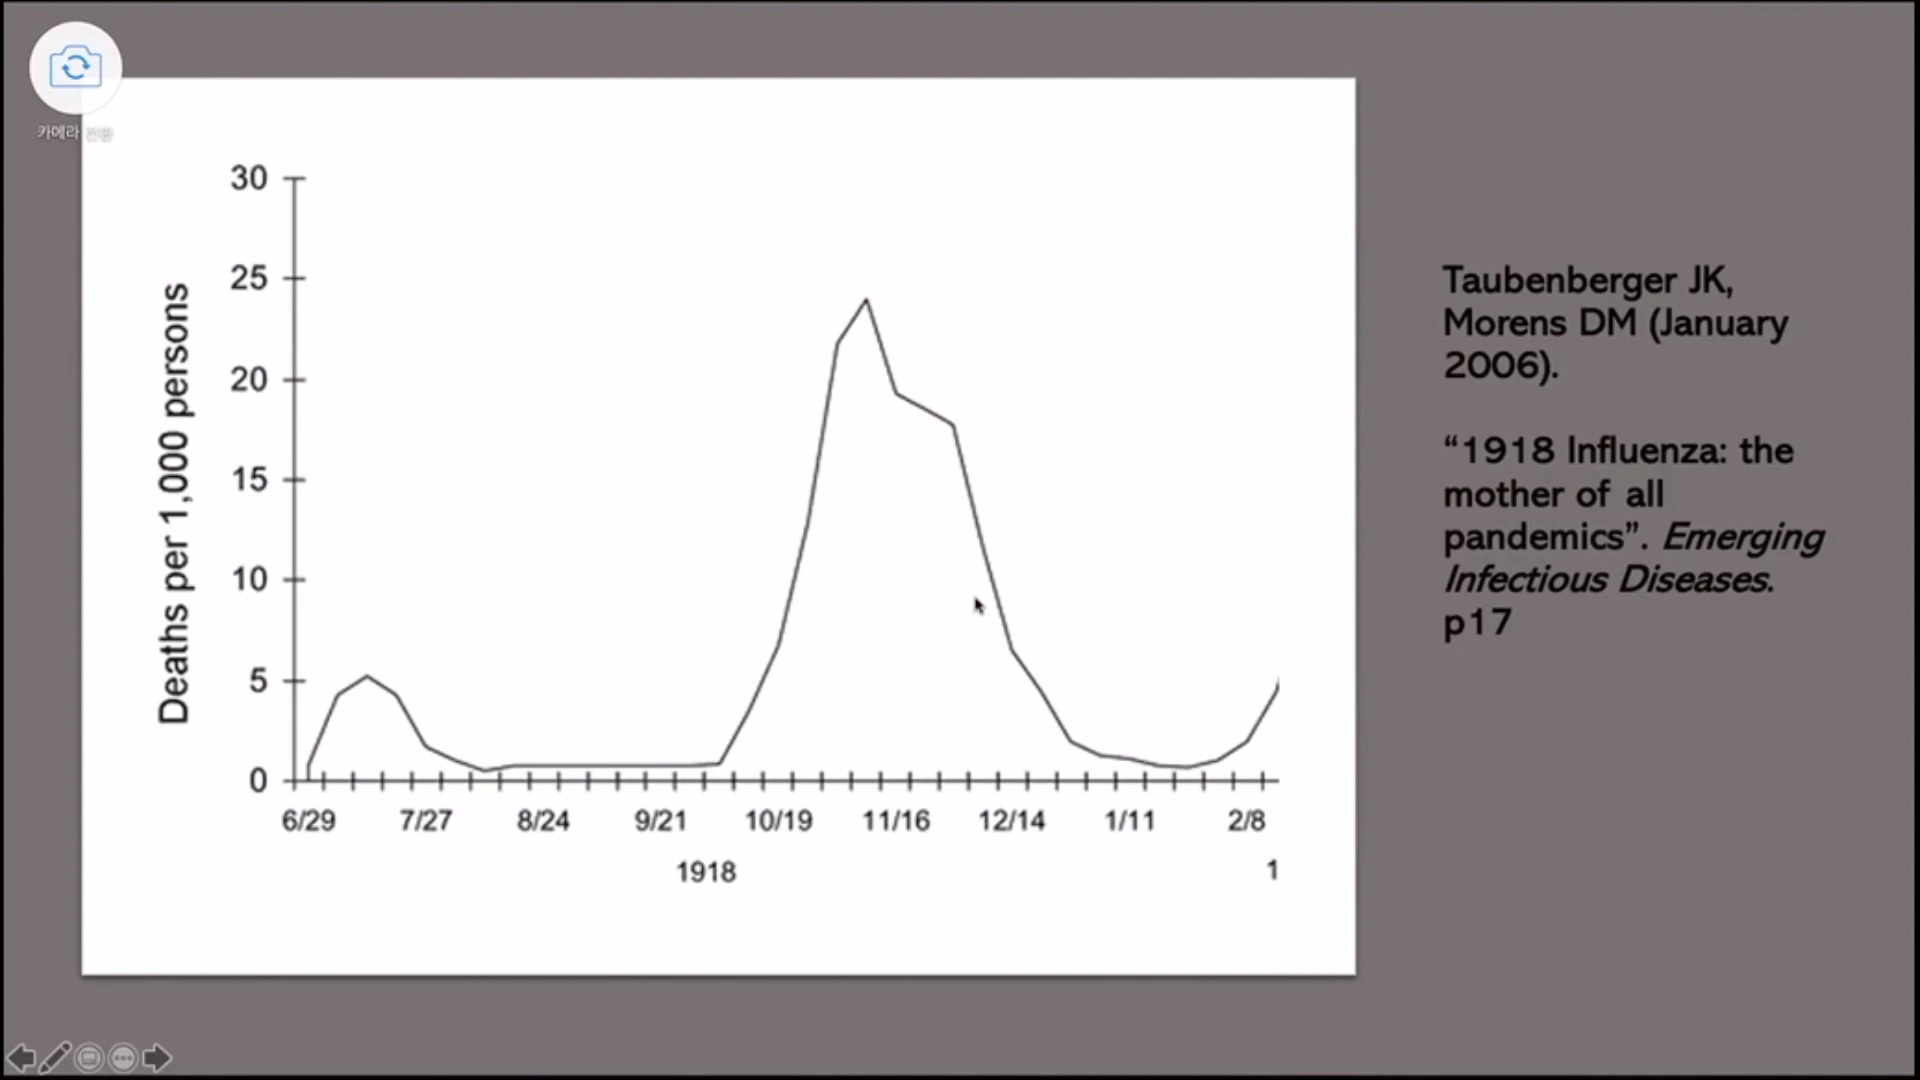 카메라 전환
30
25
20
15
10
5
0
Deaths per 1,000 persons
6/29 7/27 8/24 9/21 10/19 11/16 12/14 1/11 2/8
1918 1
Taubenberger JK,
Morens DM (January
2006).
“1918 Influenza: the
mother of all
pandemics”. Emerging
Infectious Diseases.
p17